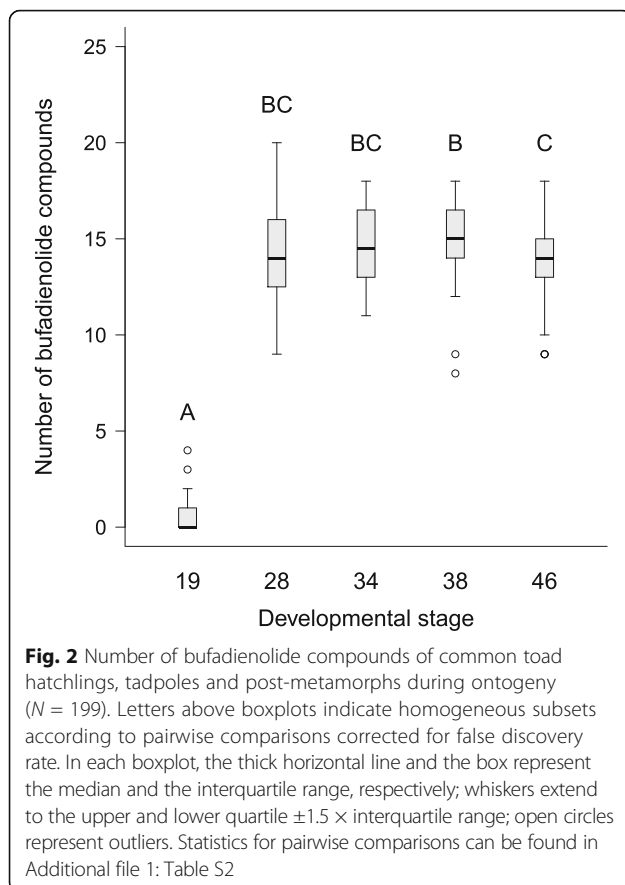 25
20
15
10
5
0
Number of bufadienolide compounds
A
BC
BC
B
C
19 28 34 38 46
Developmental stage
Fig. 2 Number of bufadienolide compounds of common toad
hatchlings, tadpoles and post-metamorphs during ontogeny
(N = 199). Letters above boxplots indicate homogeneous subsets
according to pairwise comparisons corrected for false discovery
rate. In each boxplot, the thick horizontal line and the box represent
the median and the interquartile range, respectively; whiskers extend
to the upper and lower quartile ±1.5 × interquartile range; open circles
represent outliers. Statistics for pairwise comparisons can be found in
Additional file 1: Table S2